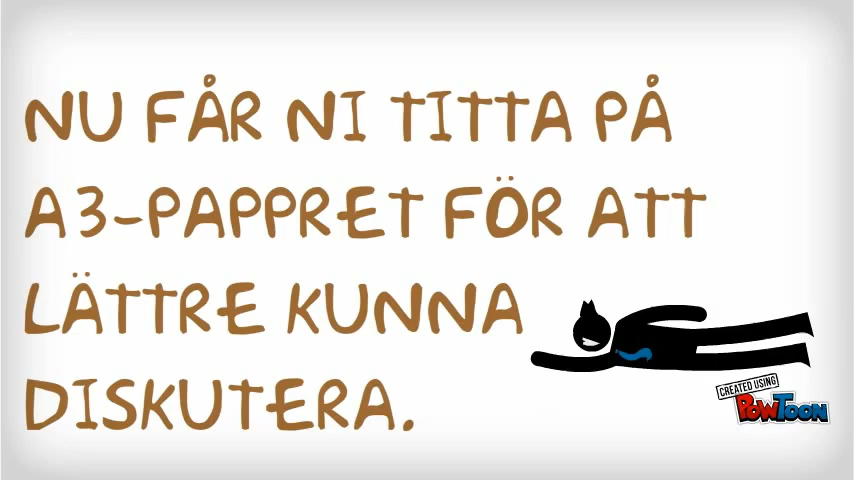 NU FÅR NI TITTA PÅ
A3-PAPPRET FÖR ATT
LÄTTRE KUNNA
DISKUTERA.
CREATED USING
POWTOON